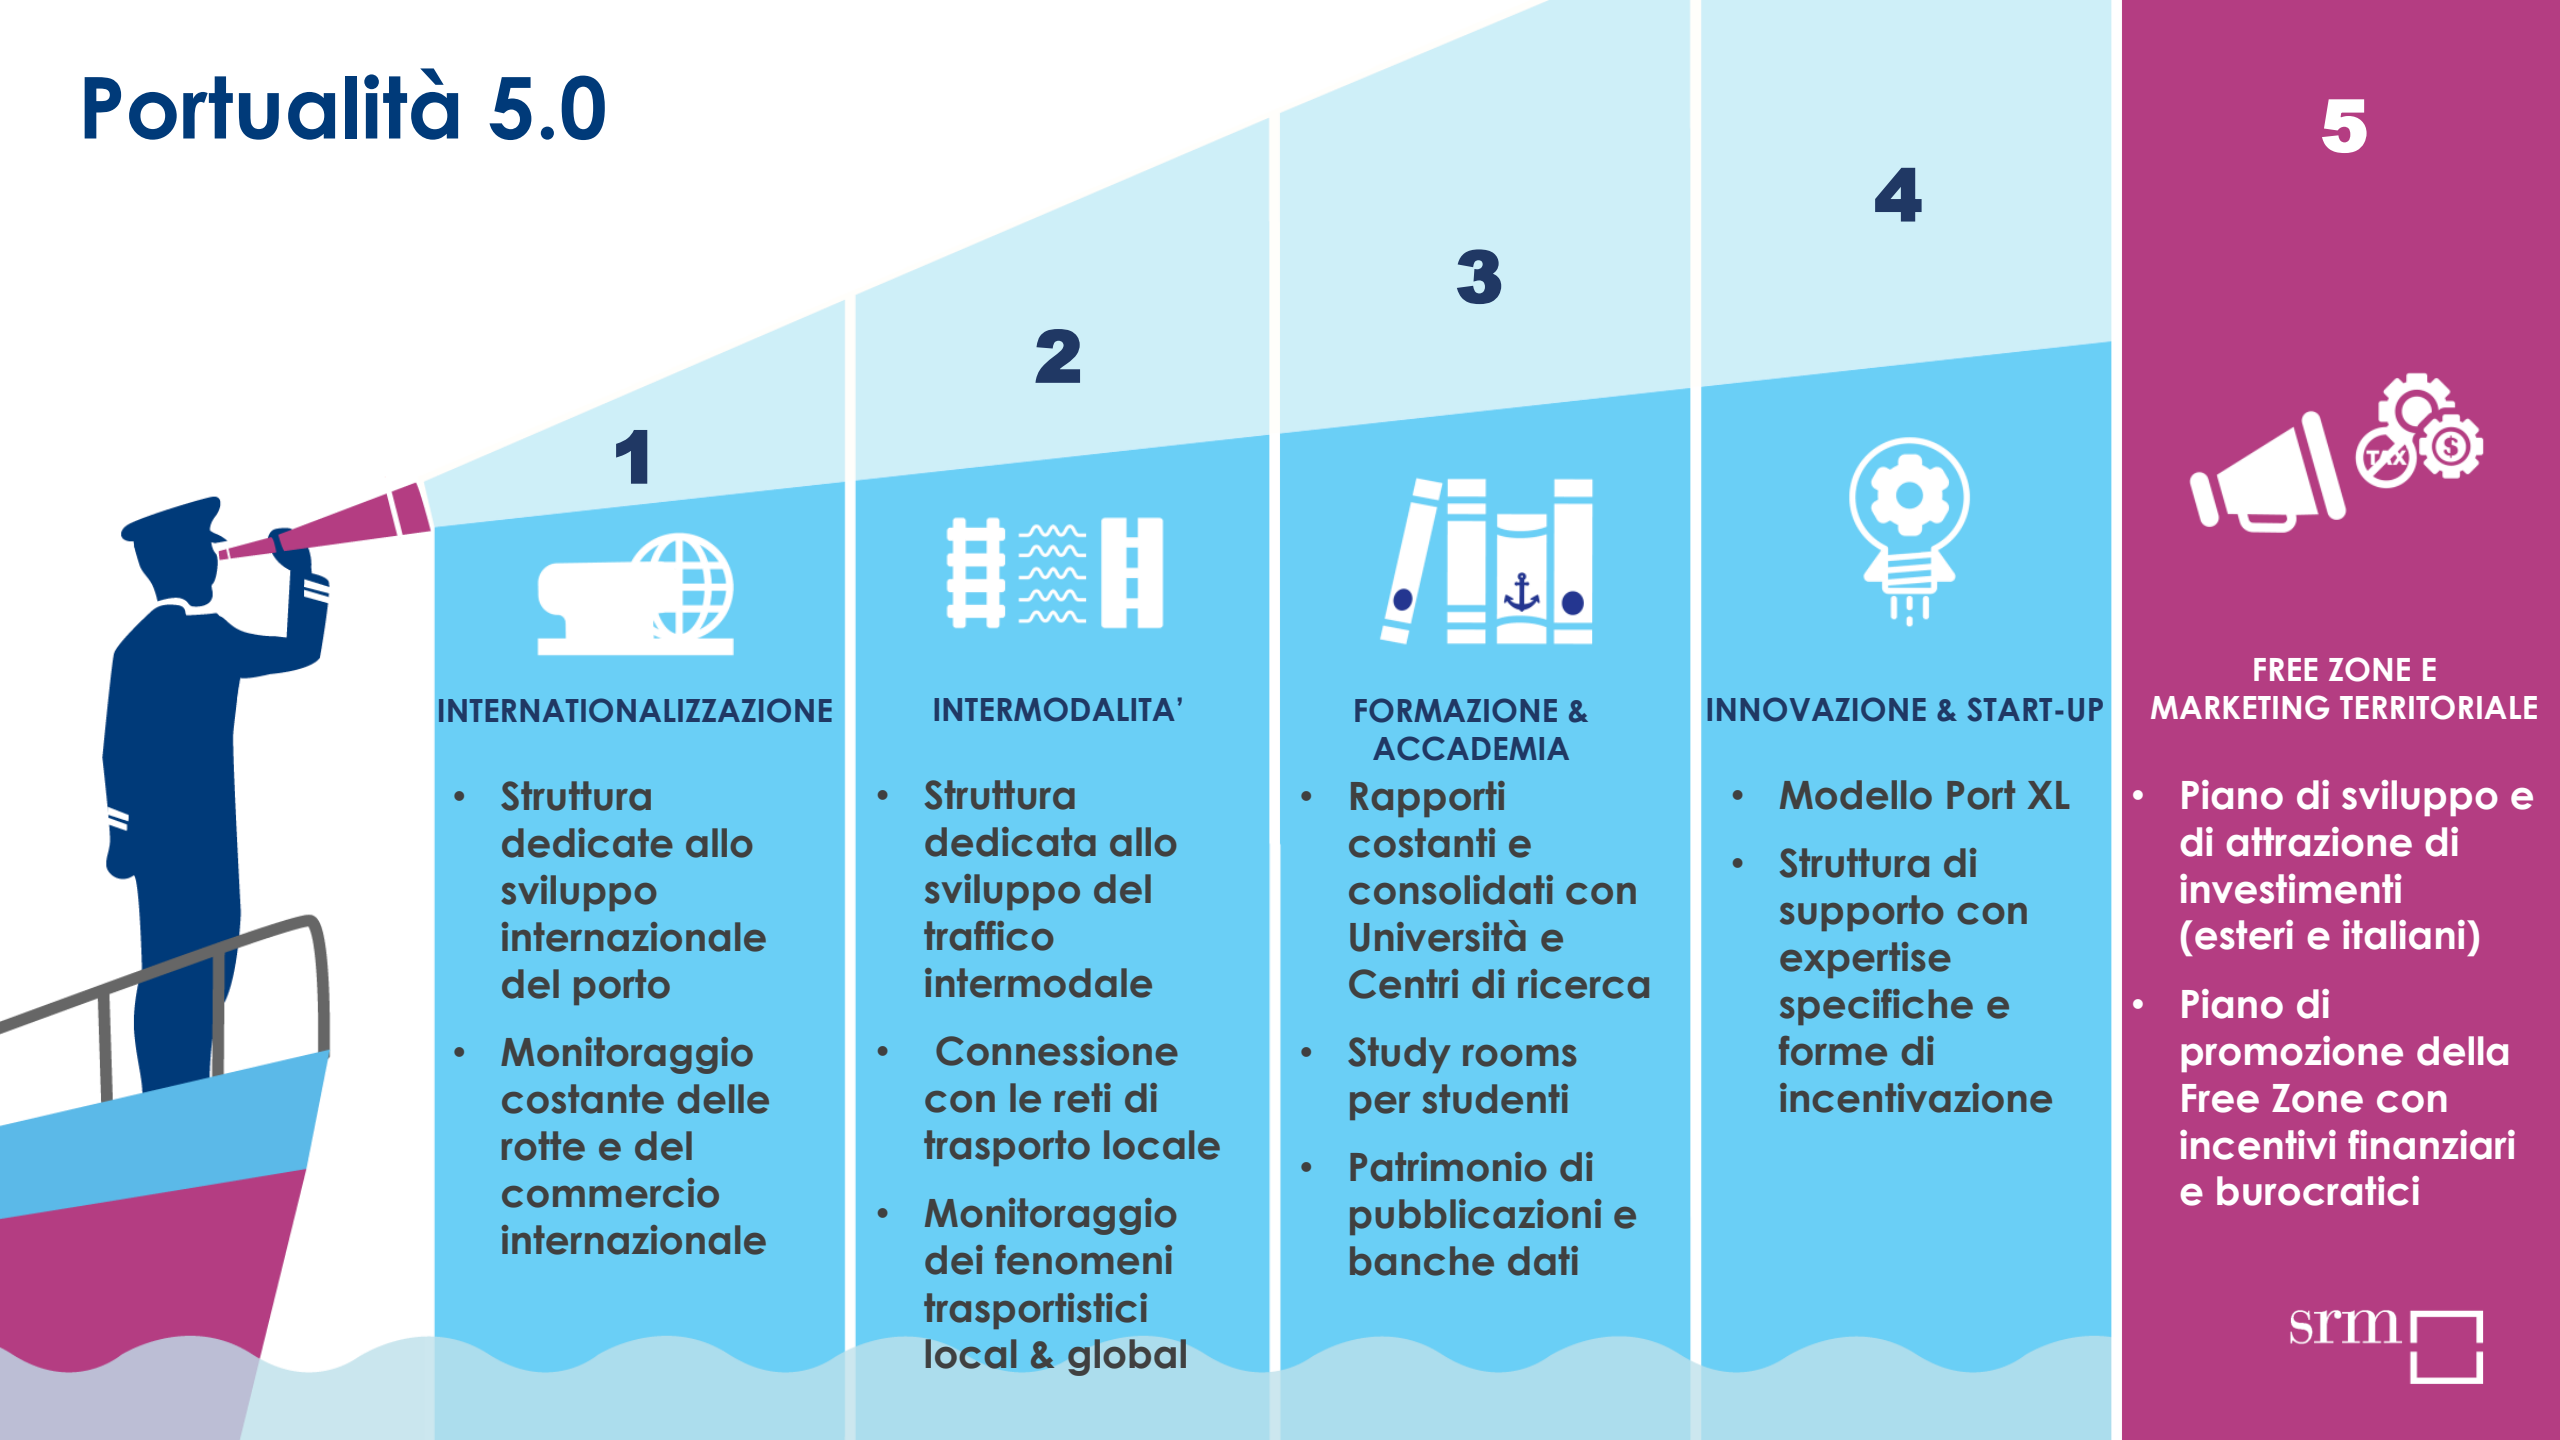 Portualità 5.0
1
INTERNATIONALIZZAZIONE
• Struttura
dedicate allo
sviluppo
internazionale
del porto
• Monitoraggio
costante delle
rotte e del
commercio
internazionale
2
INTERMODALITA’
• Struttura
dedicata allo
sviluppo del
traffico
intermodale
• Connessione
con le reti di
trasporto locale
• Monitoraggio
dei fenomeni
trasportistici
local & global
3
FORMAZIONE &
ACCADEMIA
• Rapporti
costanti e
consolidati con
Università e
Centri di ricerca
• Study rooms
per studenti
• Patrimonio di
pubblicazioni e
banche dati
4
INNOVAZIONE & START-UP
• Modello Port XL
• Struttura di
supporto con
expertise
specifiche e
forme di
incentivazione
5
TAX
$
FREE ZONE E
MARKETING TERRITORIALE
• Piano di sviluppo e
di attrazione di
investimenti
(esteri e italiani)
• Piano di
promozione della
Free Zone con
incentivi finanziari
e burocratici
srm